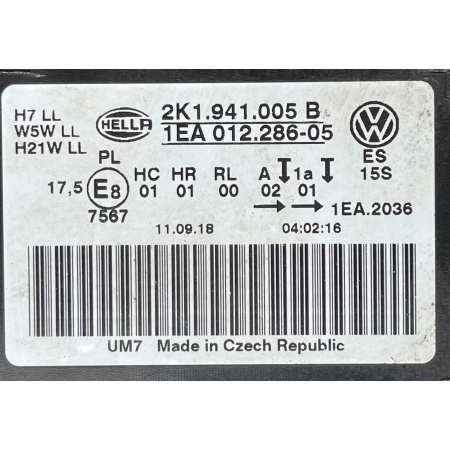 H7 LL
W5W LL
H21W LL
HELLA
2K1.941.005 B
1EA 012.286-05
VW
PL
HC HR RL A 1a
ES
17,5 E8 01 01 00 02 01 15S
7567
1EA.2036
11.09.18 04:02:16
UM7 Made in Czech Republic